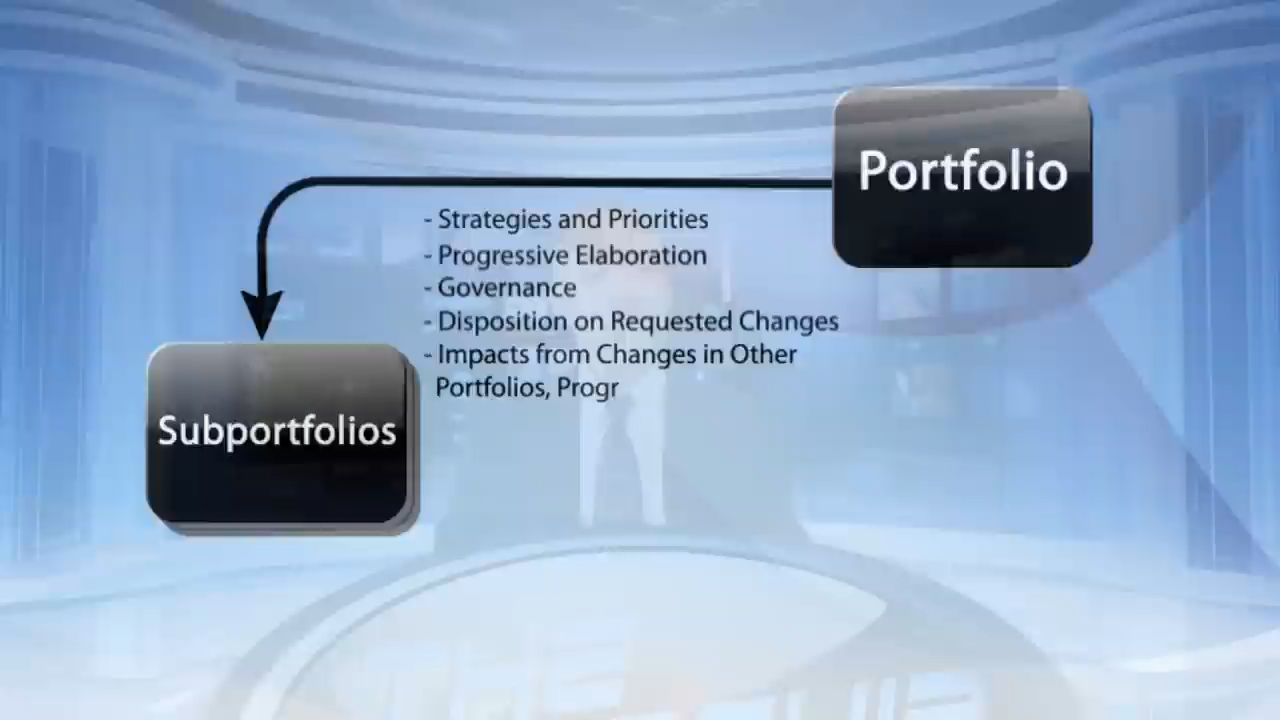 Portfolio
- Strategies and Priorities
- Progressive Elaboration
- Governance
- Disposition on Requested Changes
- Impacts from Changes in Other
Portfolios, Progr
Subportfolios